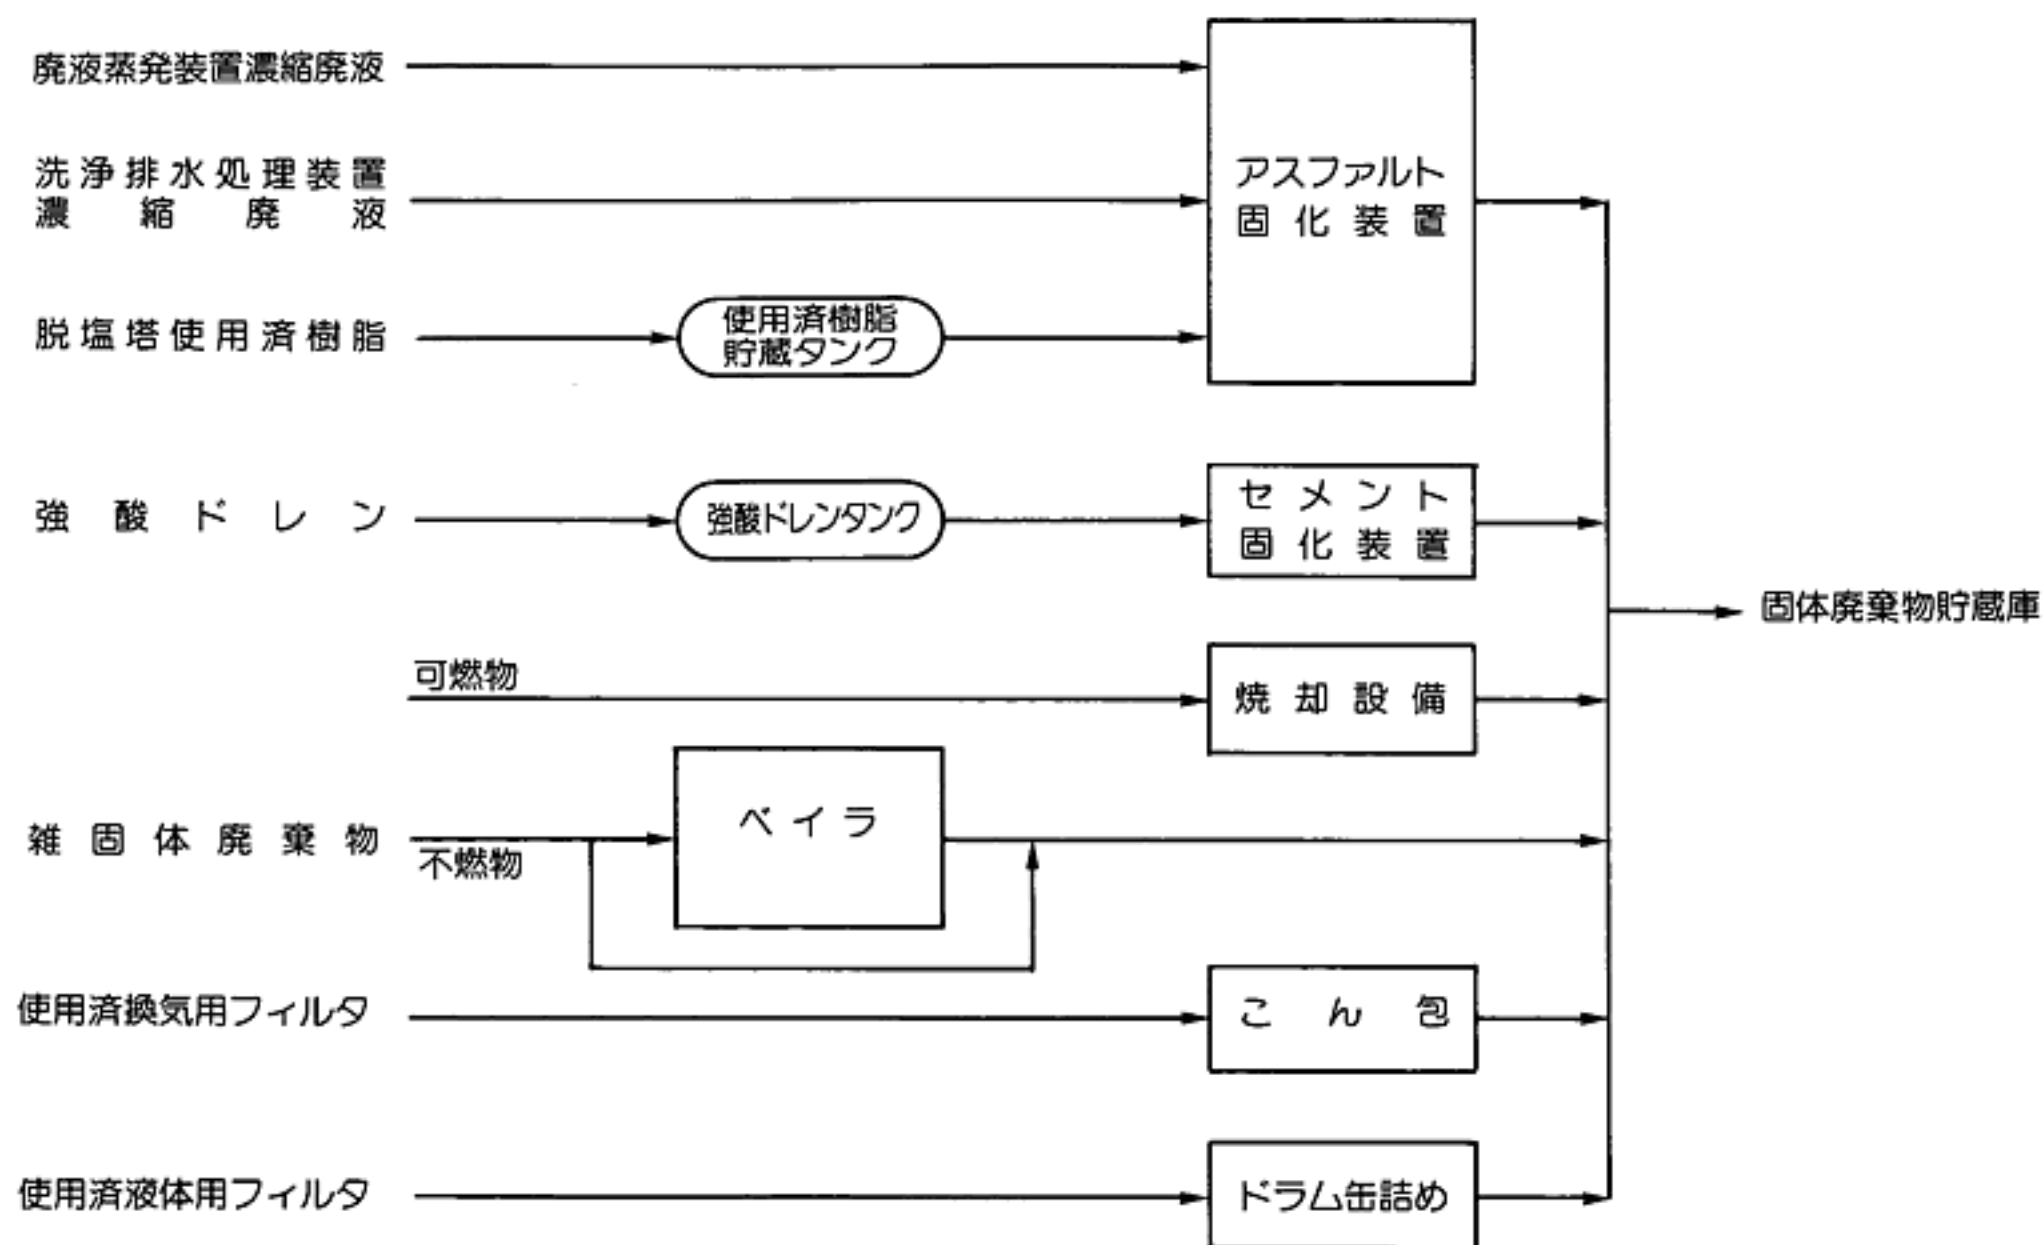 廃液蒸発装置濃縮廃液
洗浄排水処理装置
濃縮廃液
アスファルト
固化装置
脱塩塔使用済樹脂
使用済樹脂
貯蔵タンク
強酸ドレン
強酸ドレンタンク
セメント
固化装置
固体廃棄物貯蔵庫
可燃物
焼却設備
雑固体廃棄物
不燃物
ベイラ
使用済換気用フィルタ
こん包
使用済液体用フィルタ
ドラム缶詰め